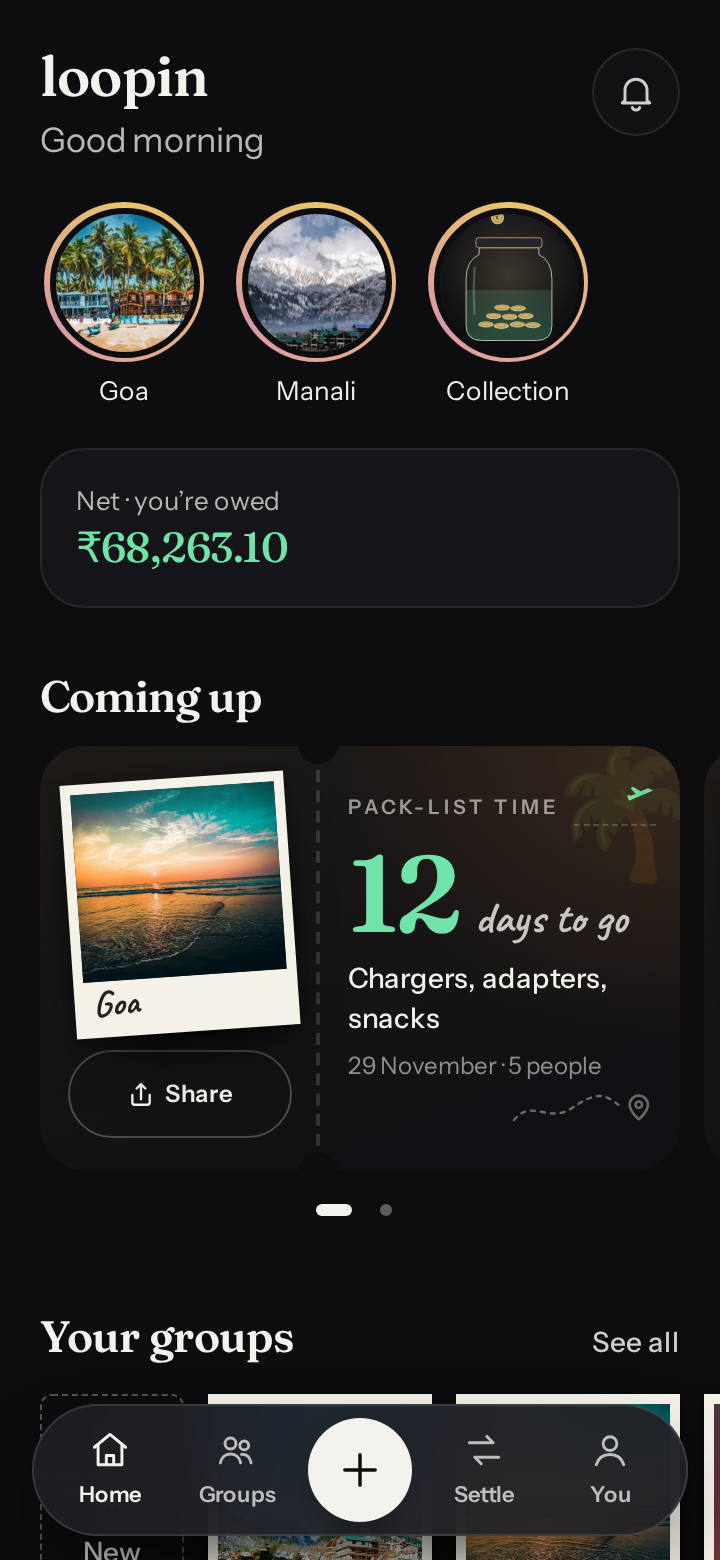 loopin
Good morning
Goa
Manali
Collection
Net · you’re owed
₹68,263.10
Coming up
PACK-LIST TIME
12 days to go
Goa
Chargers, adapters,
snacks
29 November · 5 people
Share
Your groups
See all
Home
Groups
Settle
You
New